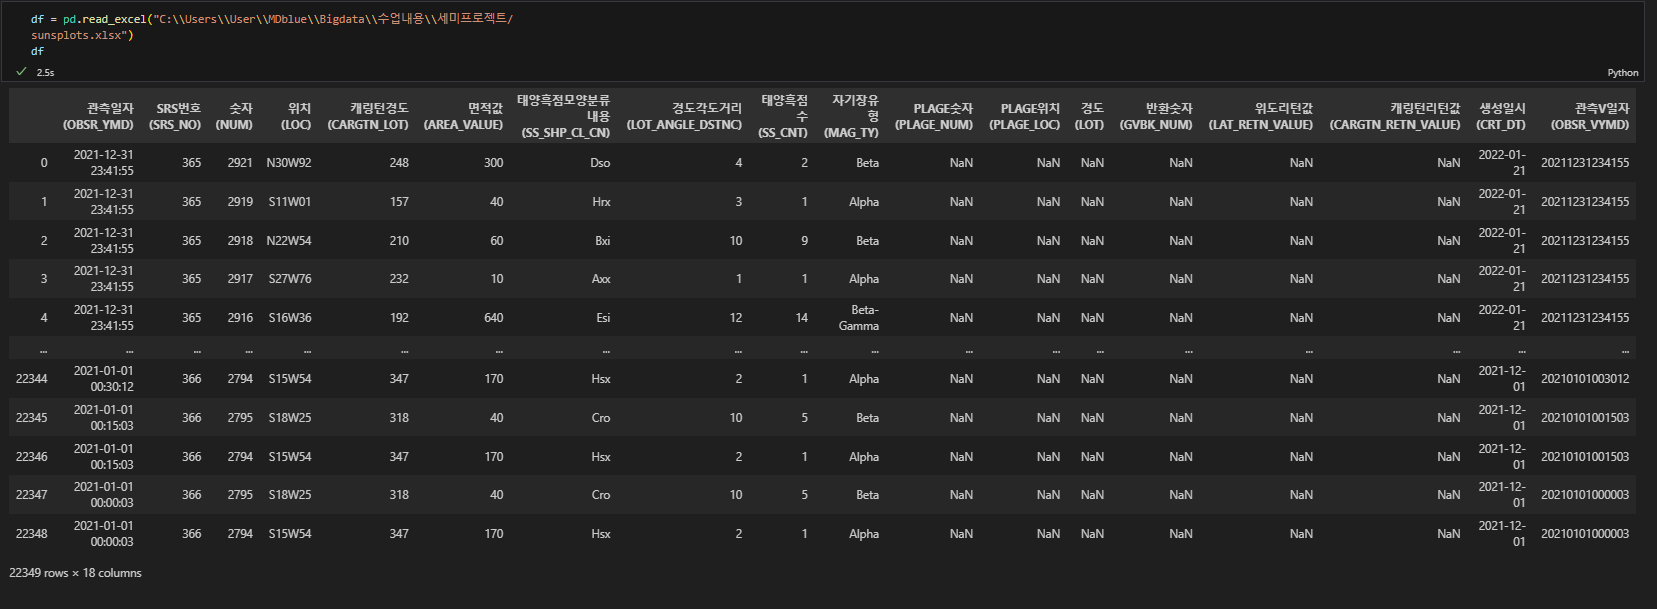 df = pd.read_excel("C:\\Users\\User\\MDblue\\Bigdata\\수업내용\\세미프로젝트/
sunsplots.xlsx")
df
2.5s
Python
관측일자 (OBSR_YMD) SRS번호 (SRS_NO) 숫자 (NUM) 위치 (LOC) 캐링턴경도 (CARGTN_LOT) 면적값 (AREA_VALUE) 태양흑점모양분류내용 (SS_SHP_CL_CN) 경도각도거리 (LOT_ANGLE_DSTNC) 태양흑점수 (SS_CNT) 자기장유형 (MAG_TY) PLAGE숫자 (PLAGE_NUM) PLAGE위치 (PLAGE_LOC) 경도 (LOT) 반환숫자 (GVBK_NUM) 위도리턴값 (LAT_RETN_VALUE) 캐링턴리턴값 (CARGTN_RETN_VALUE) 생성일시 (CRT_DT) 관측V일자 (OBSR_VYMD)
0 2021-12-31 23:41:55 365 2921 N30W92 248 300 Dso 4 2 Beta NaN NaN NaN NaN NaN NaN 2022-01-21 20211231234155
1 2021-12-31 23:41:55 365 2919 S11W01 157 40 Hrx 3 1 Alpha NaN NaN NaN NaN NaN NaN 2022-01-21 20211231234155
2 2021-12-31 23:41:55 365 2918 N22W54 210 60 Bxi 10 9 Beta NaN NaN NaN NaN NaN NaN 2022-01-21 20211231234155
3 2021-12-31 23:41:55 365 2917 S27W76 232 10 Axx 1 1 Alpha NaN NaN NaN NaN NaN NaN 2022-01-21 20211231234155
4 2021-12-31 23:41:55 365 2916 S16W36 192 640 Esi 12 14 Beta-Gamma NaN NaN NaN NaN NaN NaN 2022-01-21 20211231234155
... ... ... ... ... ... ... ... ... ... ... ... ... ... ... ... ... ... ...
22344 2021-01-01 00:30:12 366 2794 S15W54 347 170 Hsx 2 1 Alpha NaN NaN NaN NaN NaN NaN 2021-12-01 20210101003012
22345 2021-01-01 00:15:03 366 2795 S18W25 318 40 Cro 10 5 Beta NaN NaN NaN NaN NaN NaN 2021-12-01 20210101001503
22346 2021-01-01 00:15:03 366 2794 S15W54 347 170 Hsx 2 1 Alpha NaN NaN NaN NaN NaN NaN 2021-12-01 20210101001503
22347 2021-01-01 00:00:03 366 2795 S18W25 318 40 Cro 10 5 Beta NaN NaN NaN NaN NaN NaN 2021-12-01 20210101000003
22348 2021-01-01 00:00:03 366 2794 S15W54 347 170 Hsx 2 1 Alpha NaN NaN NaN NaN NaN NaN 2021-12-01 20210101000003
22349 rows × 18 columns